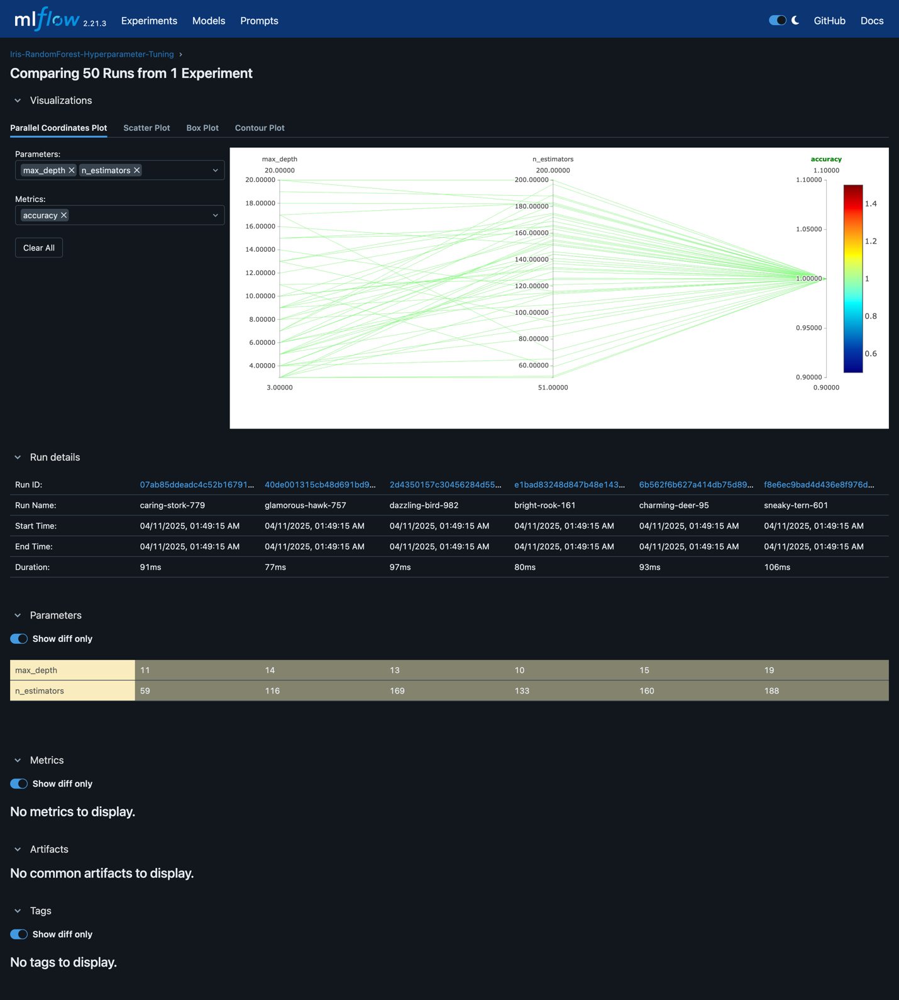 mlflow 2.21.3 Experiments Models Prompts GitHub Docs
Iris-RandomForest-Hyperparameter-Tuning
Comparing 50 Runs from 1 Experiment
Visualizations
Parallel Coordinates Plot Scatter Plot Box Plot Contour Plot
Parameters:
max_depth n_estimators
Metrics:
accuracy
Clear All
max_depth n_estimators accuracy
20.00000 200.00000 1.10000
20.00000 200.00000 1.10000
18.00000 180.00000 1.4
16.00000 160.00000 1.05000
14.00000 140.00000 1.2
12.00000 120.00000 1.00000 1
10.00000 100.00000 0.8
8.00000 80.00000 0.95000
6.00000 60.00000 0.6
4.00000 0.90000
3.00000 51.00000 0.90000
Run details
Run ID: 07ab85ddeadc4c52b16791... 40de001315cb48d691bd9... 2d4350157c30456284d55... e1bad83248d847b48e143... 6b562f6b627a414db75d89... f8e6ec9bad4d436e8f976d...
Run Name: caring-stork-779 glamorous-hawk-757 dazzling-bird-982 bright-rook-161 charming-deer-95 sneaky-tern-601
Start Time: 04/11/2025, 01:49:15 AM 04/11/2025, 01:49:15 AM 04/11/2025, 01:49:15 AM 04/11/2025, 01:49:15 AM 04/11/2025, 01:49:15 AM 04/11/2025, 01:49:15 AM
End Time: 04/11/2025, 01:49:15 AM 04/11/2025, 01:49:15 AM 04/11/2025, 01:49:15 AM 04/11/2025, 01:49:15 AM 04/11/2025, 01:49:15 AM 04/11/2025, 01:49:15 AM
Duration: 91ms 77ms 97ms 80ms 93ms 106ms
Parameters
Show diff only
max_depth 11 14 13 10 15 19
n_estimators 59 116 169 133 160 188
Metrics
Show diff only
No metrics to display.
Artifacts
No common artifacts to display.
Tags
Show diff only
No tags to display.